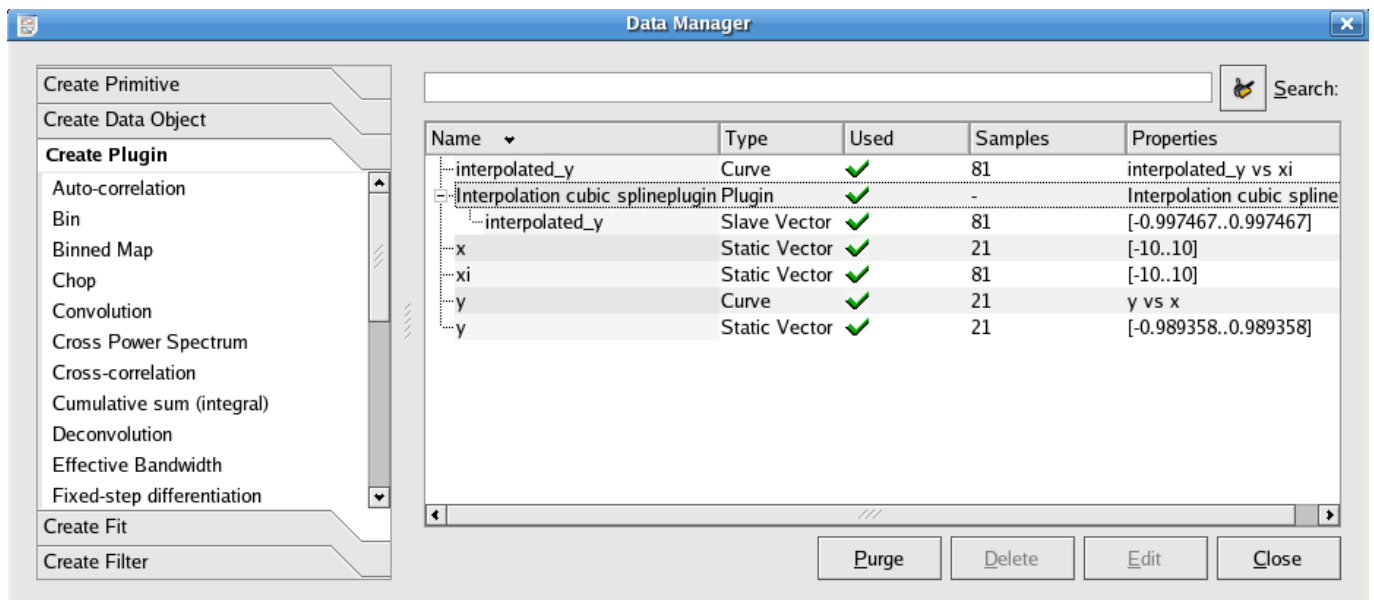 Data Manager
Create Primitive
Create Data Object
Create Plugin
Auto-correlation
Bin
Binned Map
Chop
Convolution
Cross Power Spectrum
Cross-correlation
Cumulative sum (integral)
Deconvolution
Effective Bandwidth
Fixed-step differentiation
Create Fit
Create Filter
Search:
Name Type Used Samples Properties
interpolated_y Curve 81 interpolated_y vs xi
Interpolation cubic splineplugin Plugin - Interpolation cubic spline
interpolated_y Slave Vector 81 [-0.997467..0.997467]
x Static Vector 21 [-10..10]
xi Static Vector 81 [-10..10]
y Curve 21 y vs x
y Static Vector 21 [-0.989358..0.989358]
Purge Delete Edit Close